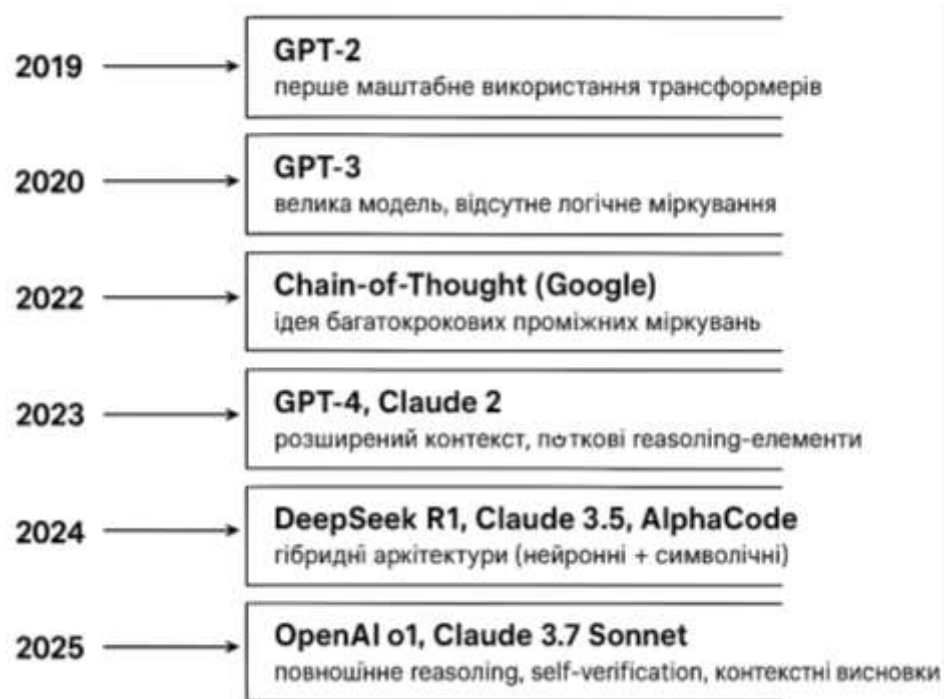 2019
GPT-2
перше маштабне використання трансформерів
2020
GPT-3
велика модель, відсутнє логічне міркування
2022
Chain-of-Thought (Google)
ідея багатокрокових проміжних міркувань
2023
GPT-4, Claude 2
розширений контекст, reasoning-елементи
2024
DeepSeek R1, Claude 3.5, AlphaCode
гібридні архітектури (нейронні + символічні)
2025
OpenAI o1, Claude 3.7 Sonnet
reasoning, self-verification, контекстні висновки